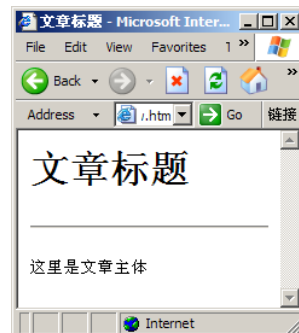 文章标题 - Microsoft Inter...
File Edit View Favorites »
Back »
Address .htm Go 链接
文章标题
这里是文章主体
Internet